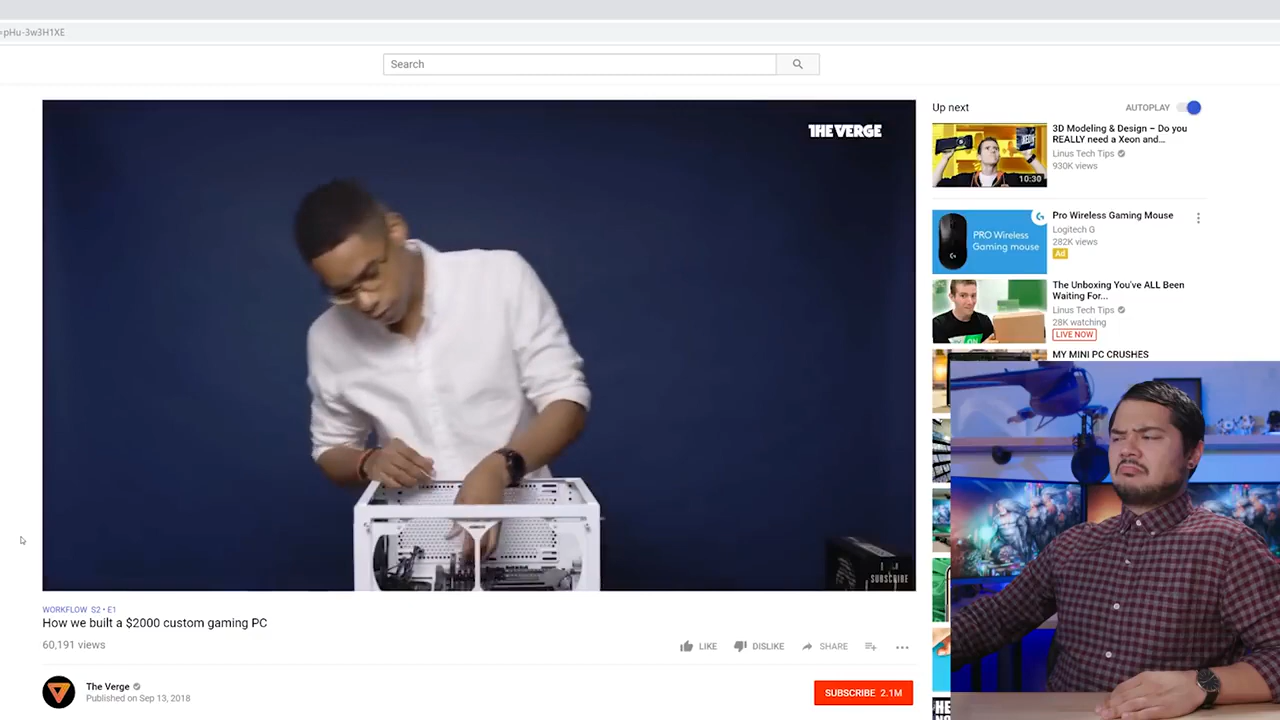 =pHu-3w3H1XE
Search
THE VERGE
SUBSCRIBE
WORKFLOW S2 • E1
How we built a $2000 custom gaming PC
60,191 views
LIKE
DISLIKE
SHARE
The Verge
Published on Sep 13, 2018
SUBSCRIBE 2.1M
Up next
AUTOPLAY
10:30
3D Modeling & Design – Do you
REALLY need a Xeon and...
Linus Tech Tips
930K views
PRO Wireless
Gaming mouse
Pro Wireless Gaming Mouse
Logitech G
282K views
Ad
The Unboxing You've ALL Been
Waiting For...
Linus Tech Tips
28K watching
LIVE NOW
MY MINI PC CRUSHES